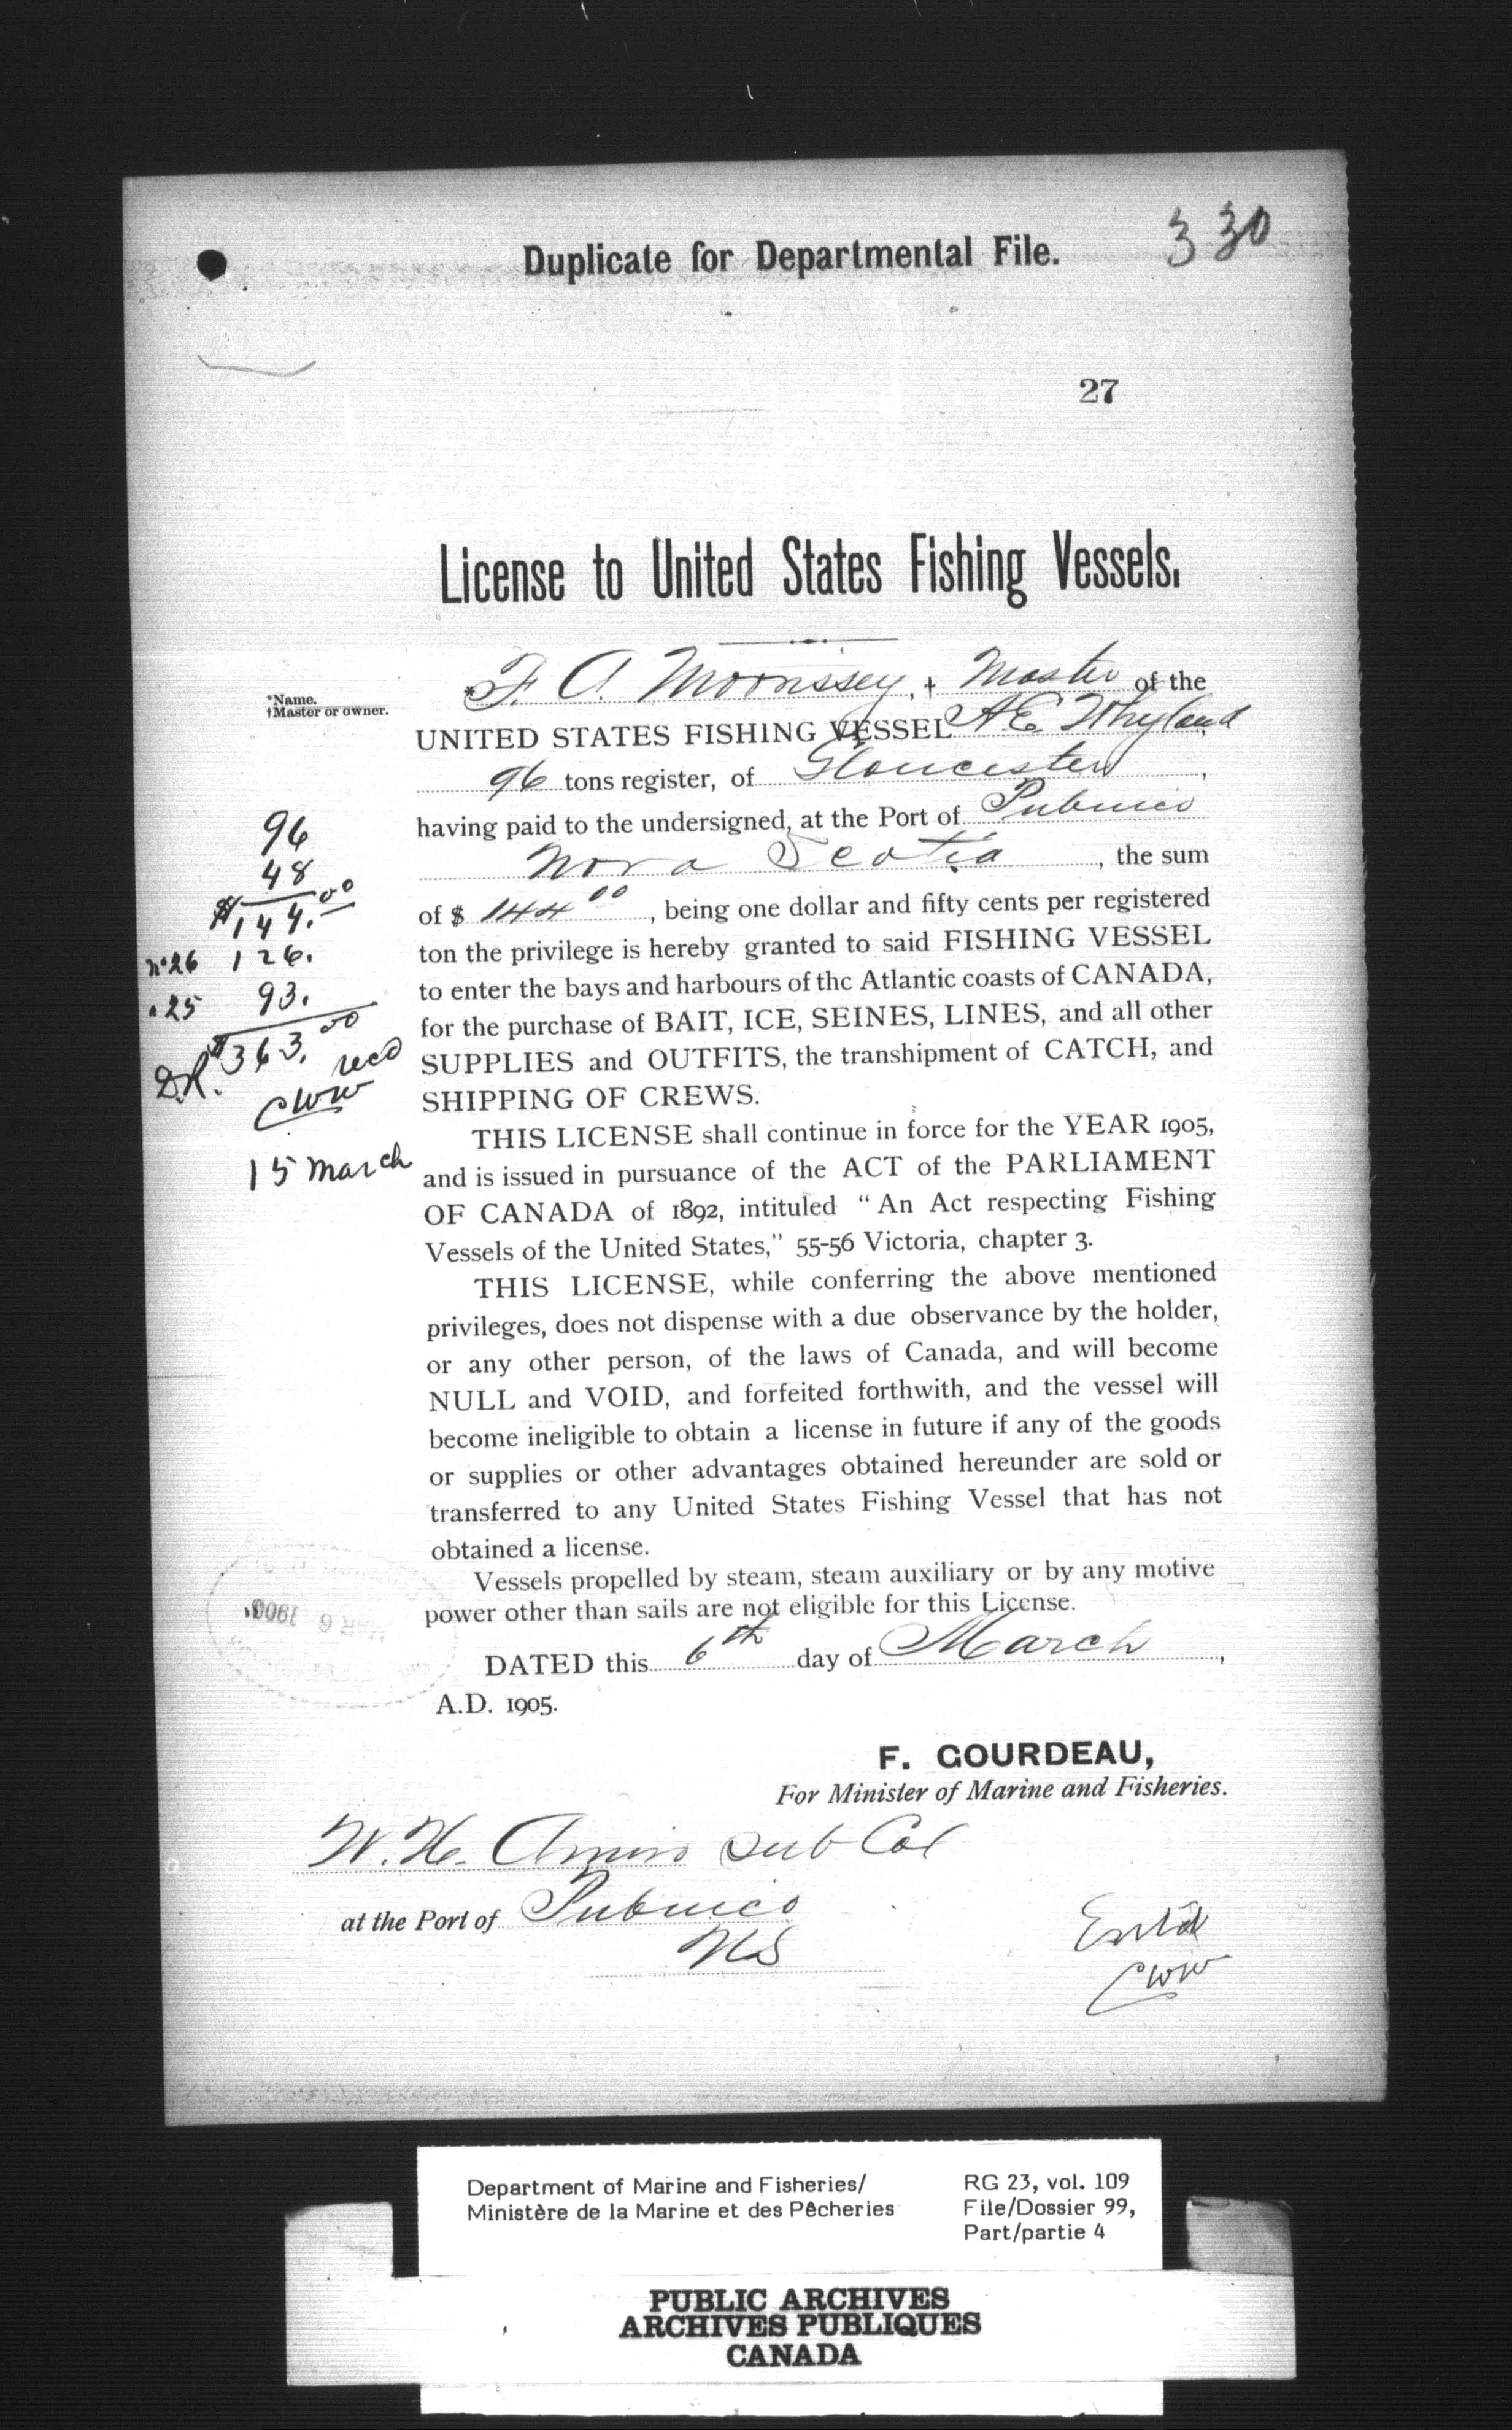 Duplicate for Departmental File.
330
27
License to United States Fishing Vessels.
*Name.
†Master or owner.
* F. A. Morrissey, † Master of the
UNITED STATES FISHING VESSEL A E Whyland
96 tons register, of Gloucester,
having paid to the undersigned, at the Port of Pubnico
Nova Scotia, the sum
of $ 144 00, being one dollar and fifty cents per registered
ton the privilege is hereby granted to said FISHING VESSEL
to enter the bays and harbours of the Atlantic coasts of CANADA,
for the purchase of BAIT, ICE, SEINES, LINES, and all other
SUPPLIES and OUTFITS, the transhipment of CATCH, and
SHIPPING OF CREWS.
96
48
$144.00
No 26 126.
" 25 93.
$363.00
D.R. recd
CWW
15 March
THIS LICENSE shall continue in force for the YEAR 1905,
and is issued in pursuance of the ACT of the PARLIAMENT
OF CANADA of 1892, intituled “An Act respecting Fishing
Vessels of the United States,” 55-56 Victoria, chapter 3.
THIS LICENSE, while conferring the above mentioned
privileges, does not dispense with a due observance by the holder,
or any other person, of the laws of Canada, and will become
NULL and VOID, and forfeited forthwith, and the vessel will
become ineligible to obtain a license in future if any of the goods
or supplies or other advantages obtained hereunder are sold or
transferred to any United States Fishing Vessel that has not
obtained a license.
Vessels propelled by steam, steam auxiliary or by any motive
power other than sails are not eligible for this License.
MAR 6
DATED this 6th day of March,
A.D. 1905.
F. GOURDEAU,
For Minister of Marine and Fisheries.
W. H. Amiro Sub Col
at the Port of Pubnico
NS
Entd
CWW
Department of Marine and Fisheries/
Ministère de la Marine et des Pêcheries
RG 23, vol. 109
File/Dossier 99,
Part/partie 4
PUBLIC ARCHIVES
ARCHIVES PUBLIQUES
CANADA